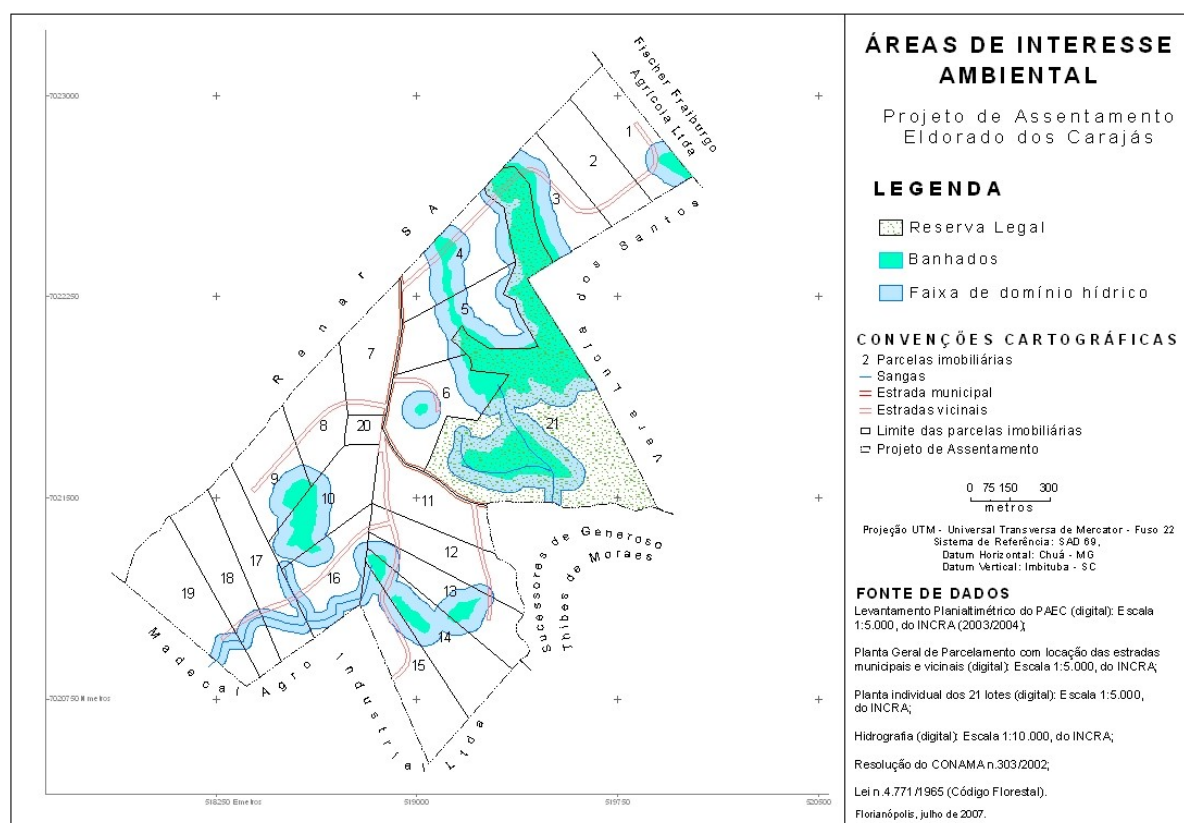 ÁREAS DE INTERESSE
AMBIENTAL
Projeto de Assentamento
Eldorado dos Carajás
LEGENDA
Reserva Legal
Banhados
Faixa de domínio hídrico
CONVENÇÕES CARTOGRÁFICAS
2 Parcelas imobiliárias
Sangas
Estrada municipal
Estradas vicinais
Limite das parcelas imobiliárias
Projeto de Assentamento
0 75 150 300
metros
Projeção UTM - Universal Transversa de Mercator - Fuso 22
Sistema de Referência: SAD 69,
Datum Horizontal: Chuá - MG
Datum Vertical: Imbituba - SC
FONTE DE DADOS
Levantamento Planialtimétrico do PAEC (digital): Escala
1:5.000, do INCRA (2003/2004);
Planta Geral de Parcelamento com locação das estradas
municipais e vicinais (digital): Escala 1:5.000, do INCRA;
Planta individual dos 21 lotes (digital): Escala 1:5.000,
do INCRA;
Hidrografia (digital): Escala 1:10.000, do INCRA;
Resolução do CONAMA n.303/2002;
Lei n.4.771/1965 (Código Florestal).
Florianópolis, julho de 2007.
7023000
7022250
7021500
7020750 N metros
518250 E metros
519000
519750
520500
Fischer Fraiburgo
Agrícola Ltda
Renar SA
Vera Lucia dos Santos
Sucessores de Generoso
Thibes de Moraes
Madecal Agro Industrial Ltda
1
2
3
4
5
6
7
8
20
21
9
10
11
12
13
14
15
16
17
18
19